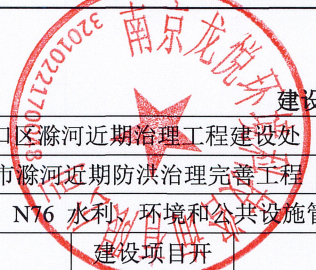 南京龙悦环
建设
口区滁河近期治理工程建设处
市滁河近期防洪治理完善工程
N76 水利、环境和公共设施管
建设项目开